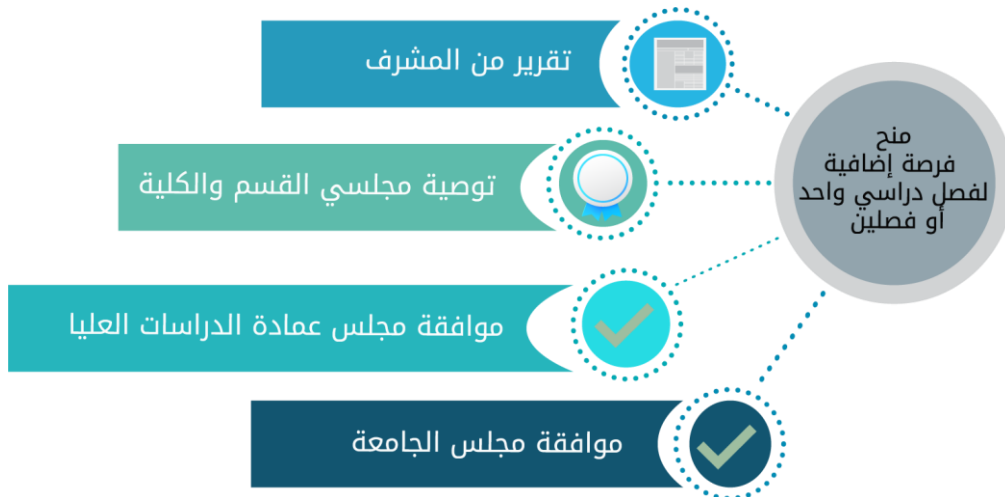 منح
فرصة إضافية
لفصل دراسي واحد
أو فصلين
تقرير من المشرف
توصية مجلسي القسم والكلية
موافقة مجلس عمادة الدراسات العليا
موافقة مجلس الجامعة